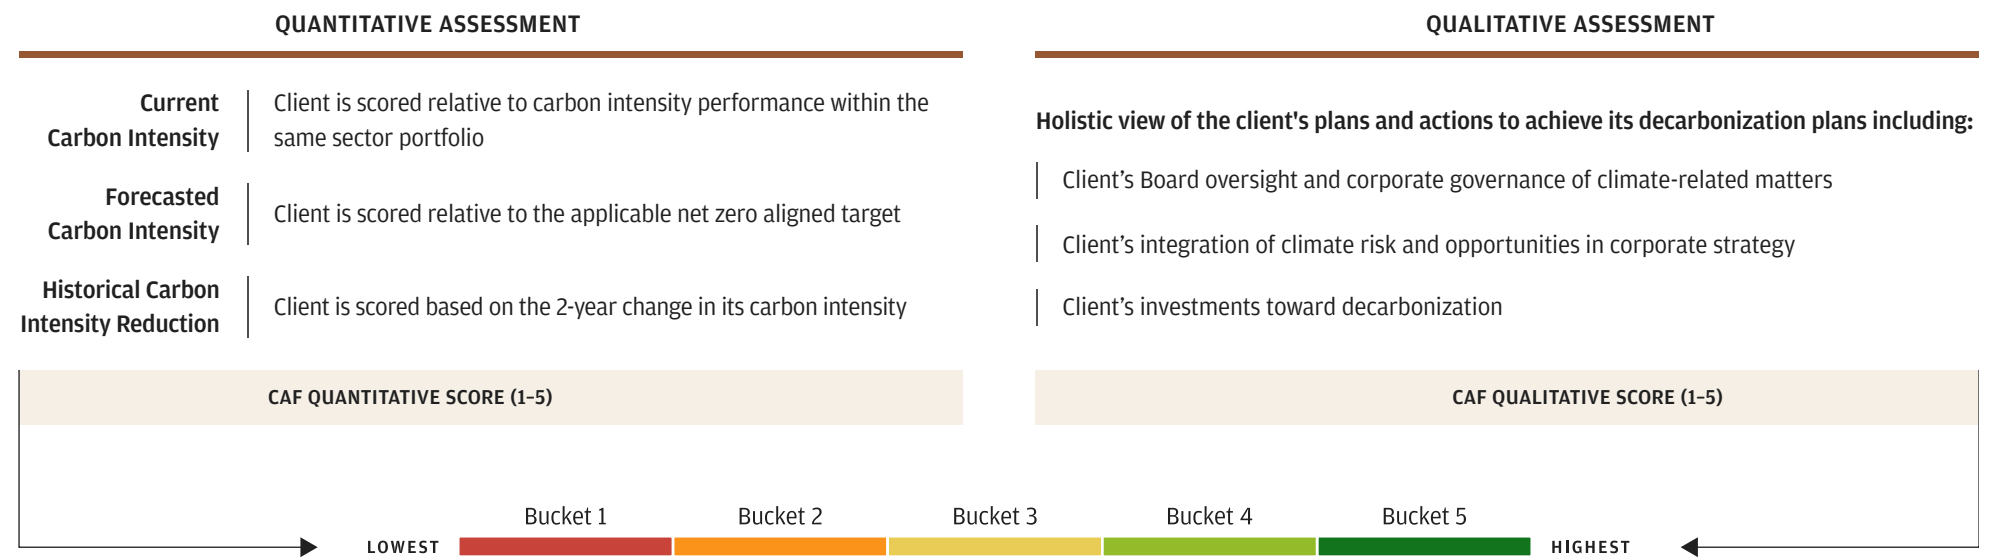 QUANTITATIVE ASSESSMENT
Current
Carbon Intensity
Client is scored relative to carbon intensity performance within the
same sector portfolio
Forecasted
Carbon Intensity
Client is scored relative to the applicable net zero aligned target
Historical Carbon
Intensity Reduction
Client is scored based on the 2-year change in its carbon intensity
CAF QUANTITATIVE SCORE (1–5)
QUALITATIVE ASSESSMENT
Holistic view of the client's plans and actions to achieve its decarbonization plans including:
Client’s Board oversight and corporate governance of climate-related matters
Client’s integration of climate risk and opportunities in corporate strategy
Client’s investments toward decarbonization
CAF QUALITATIVE SCORE (1–5)
Bucket 1
Bucket 2
Bucket 3
Bucket 4
Bucket 5
LOWEST
HIGHEST